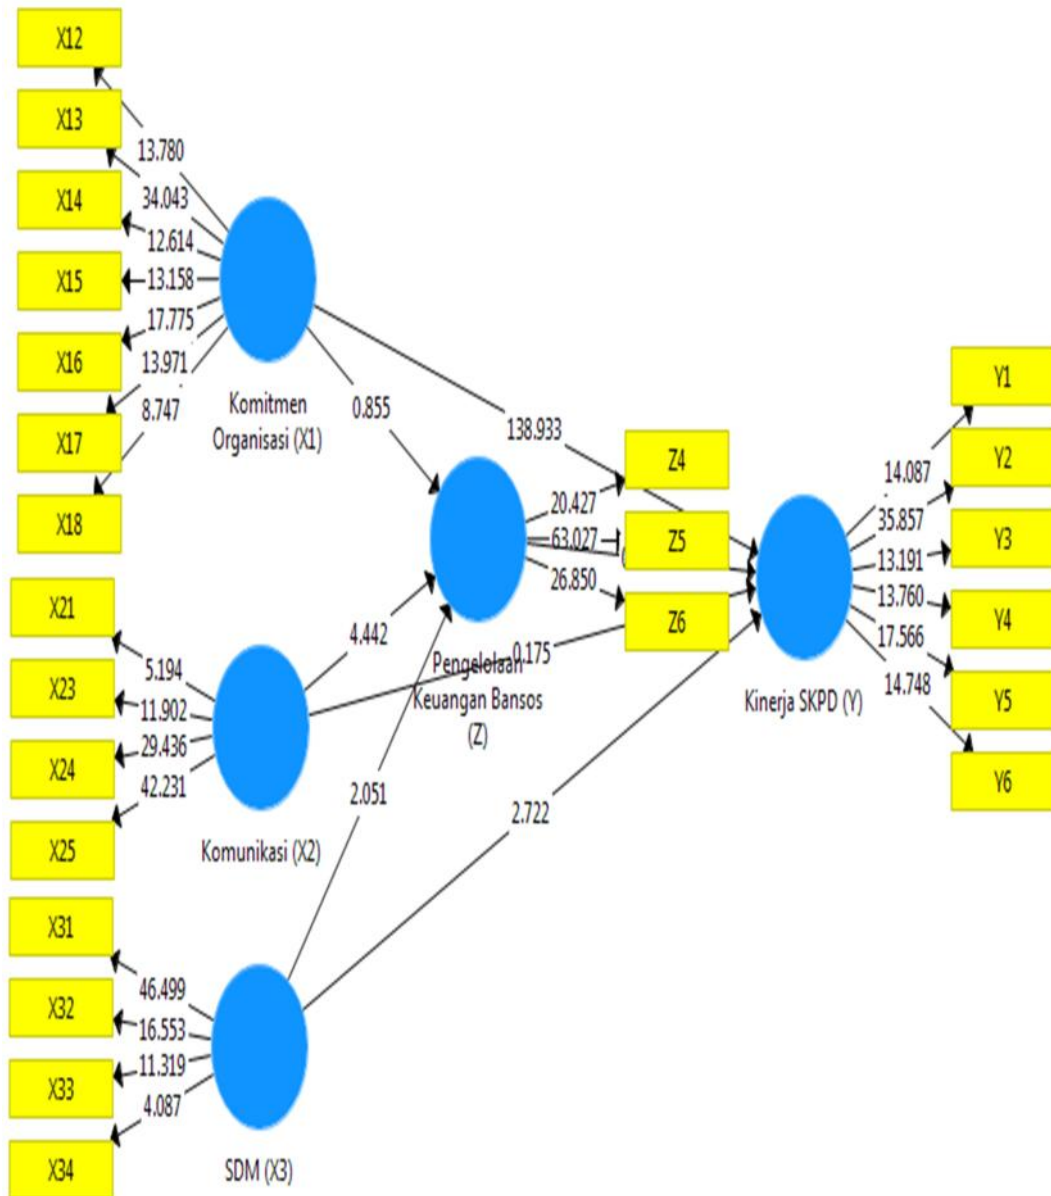 X12
X13
X14
X15
X16
X17
X18
13.780
34.043
12.614
13.158
17.775
13.971
8.747
Komitmen
Organisasi (X1)
0.855
138.933
X21
X23
X24
X25
5.194
11.902
29.436
42.231
Komunikasi (X2)
4.442
0.175
X31
X32
X33
X34
46.499
16.553
11.319
4.087
SDM (X3)
2.051
2.722
Pengelolaan
Keuangan Bansos
(Z)
20.427
63.027
26.850
Z4
Z5
Z6
Kinerja SKPD (Y)
14.087
35.857
13.191
13.760
17.566
14.748
Y1
Y2
Y3
Y4
Y5
Y6